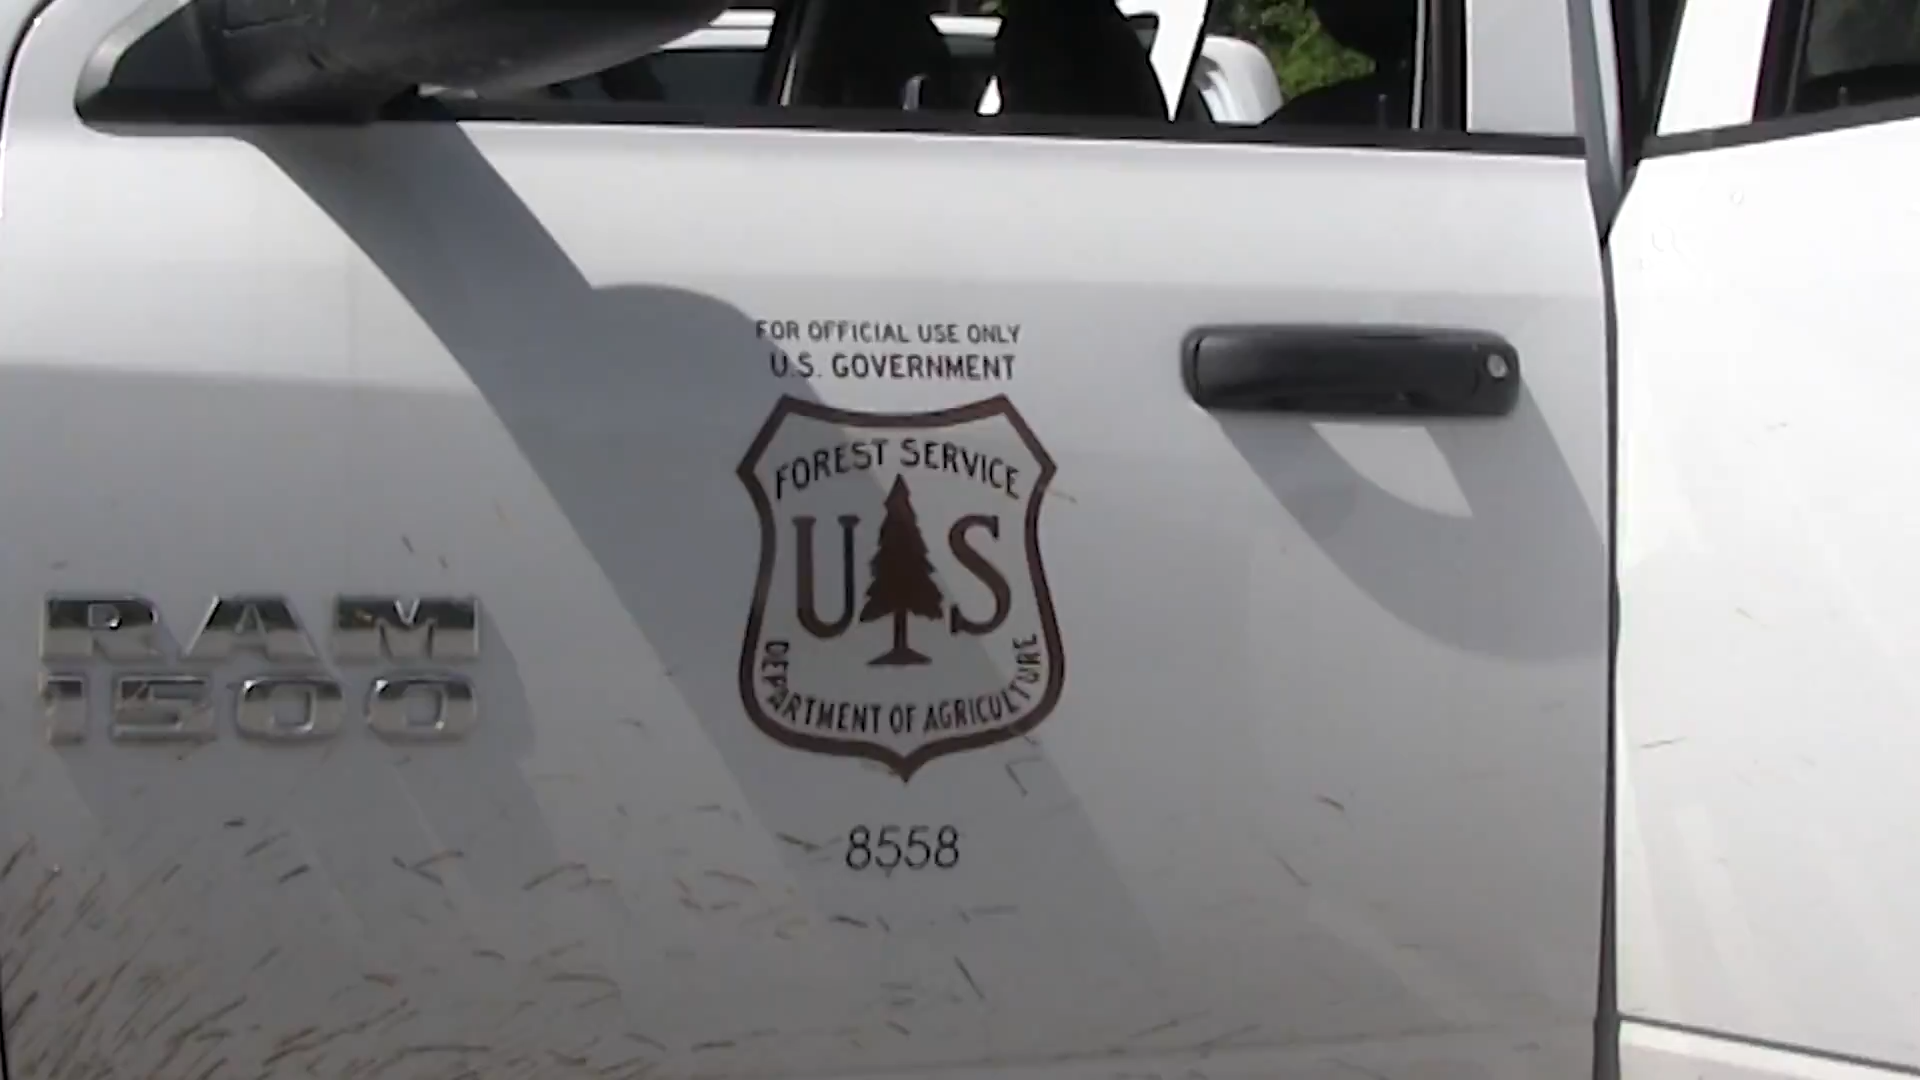 FOR OFFICIAL USE ONLY
U.S. GOVERNMENT
FOREST SERVICE
U S
DEPARTMENT OF AGRICULTURE
RAM
1500
8558